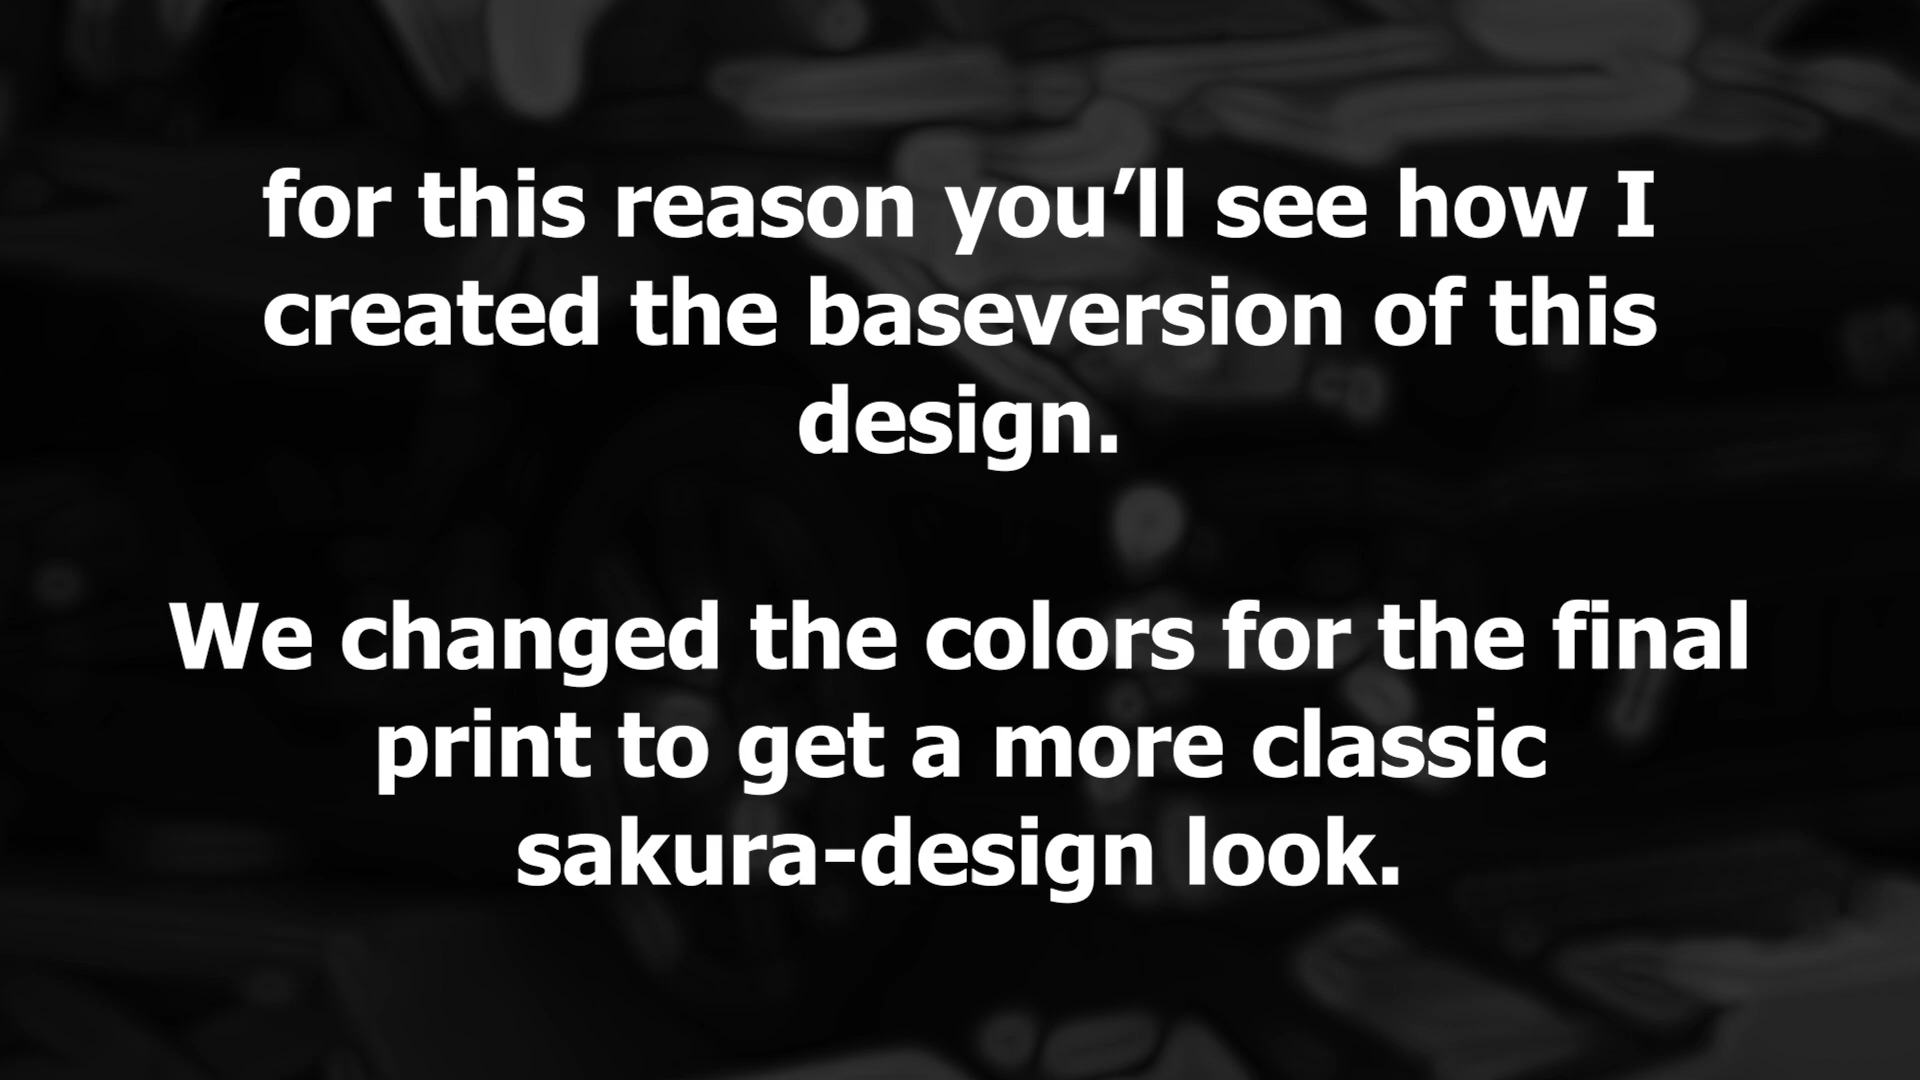 for this reason you’ll see how I
created the baseversion of this
design.
We changed the colors for the final
print to get a more classic
sakura-design look.